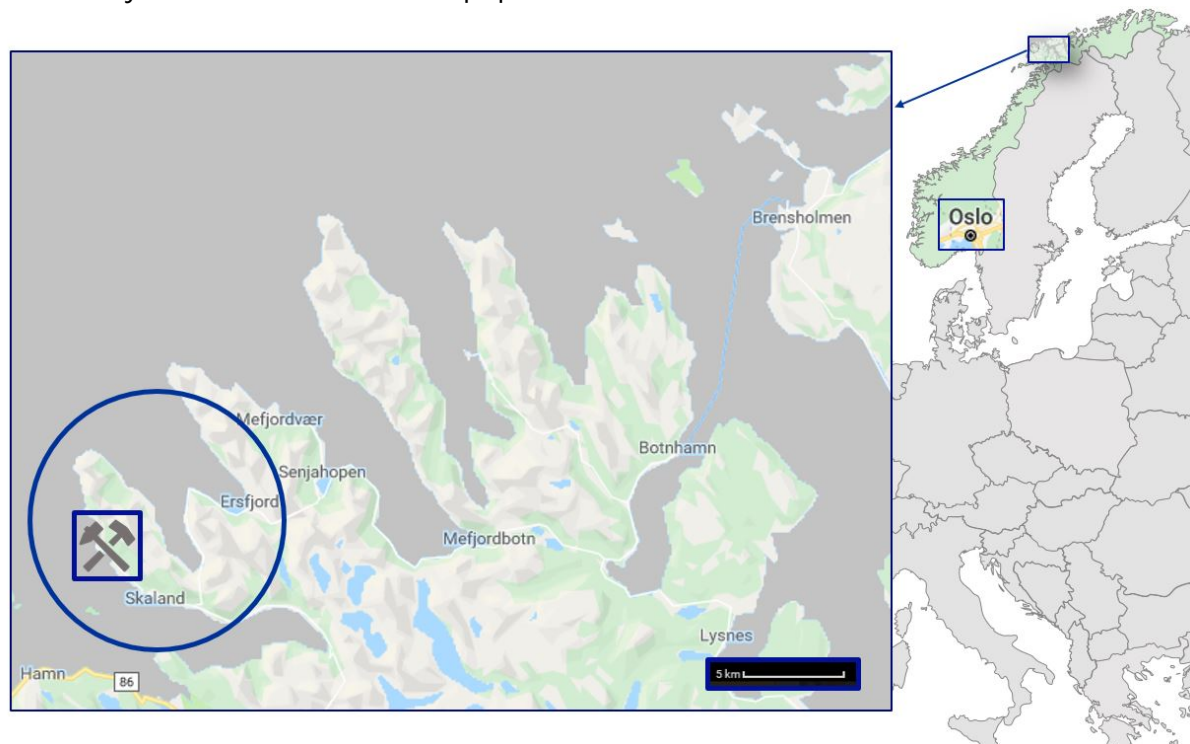 Brensholmen
Oslo
Mefjordvær
Botnhamn
Senjahopen
Ersfjord
Mefjordbotn
Skaland
Lysnes
Hamn
86
5 km